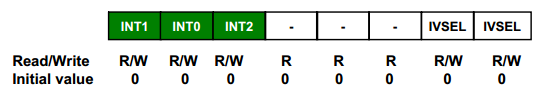 INT1 INT0 INT2 - - - IVSEL IVSEL
Read/Write R/W R/W R/W R R R R/W R/W
Initial value 0 0 0 0 0 0 0 0